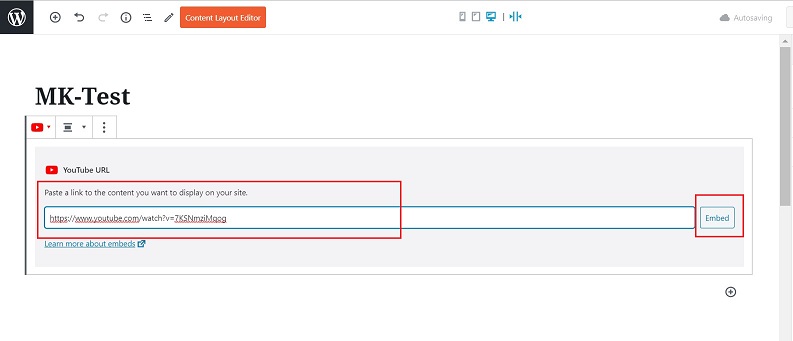 Content Layout Editor
Autosaving
MK-Test
YouTube URL
Paste a link to the content you want to display on your site.
https://www.youtube.com/watch?v=7KSNmziMqog
Embed
Learn more about embeds